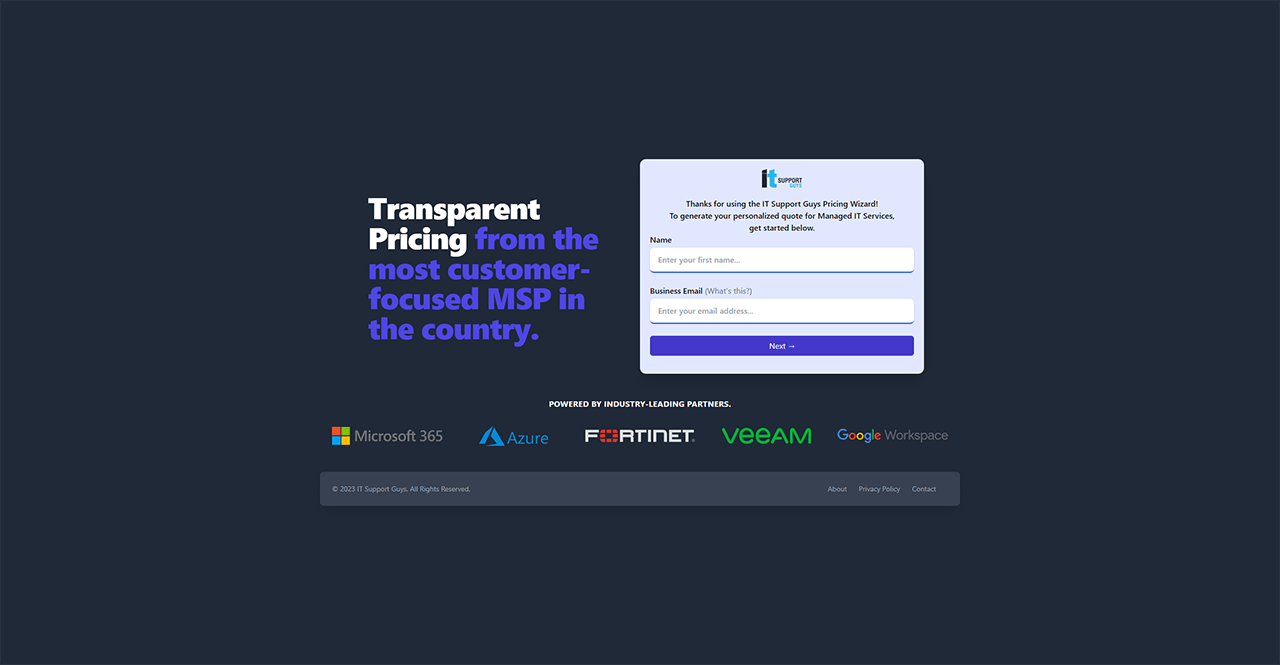 Transparent
Pricing from the
most customer-
focused MSP in
the country.
it SUPPORT
GUYS
Thanks for using the IT Support Guys Pricing Wizard!
To generate your personalized quote for Managed IT Services,
get started below.
Name
Enter your first name...
Business Email (What's this?)
Enter your email address...
Next →
POWERED BY INDUSTRY-LEADING PARTNERS.
Microsoft 365
Azure
FORTINET
veeAM
Google Workspace
© 2023 IT Support Guys. All Rights Reserved.
About
Privacy Policy
Contact